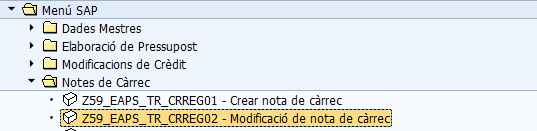 Menú SAP
Dades Mestres
Elaboració de Pressupost
Modificacions de Crèdit
Notes de Càrrec
Z59_EAPS_TR_CRREG01 - Crear nota de càrrec
Z59_EAPS_TR_CRREG02 - Modificació de nota de càrrec